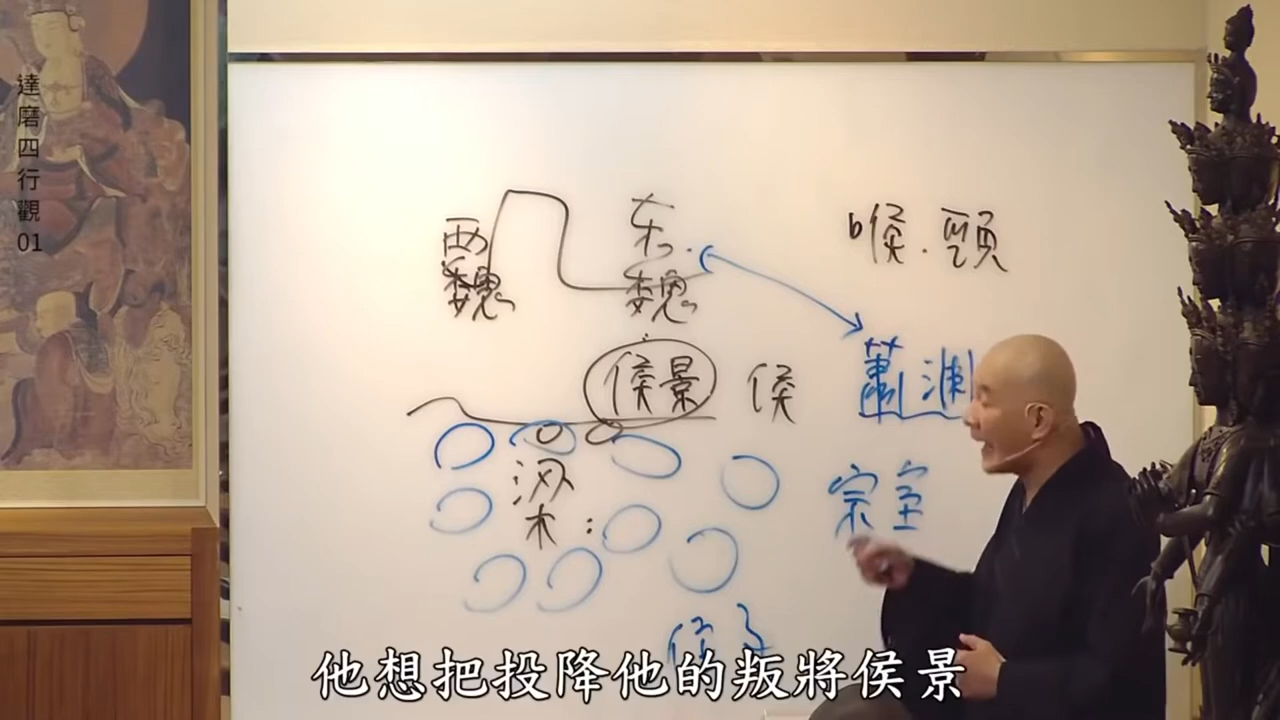 達磨四行觀01
西魏
东魏
喉.頸
侯景
侯
蕭淵
梁:
宗室
他想把投降他的叛將侯景